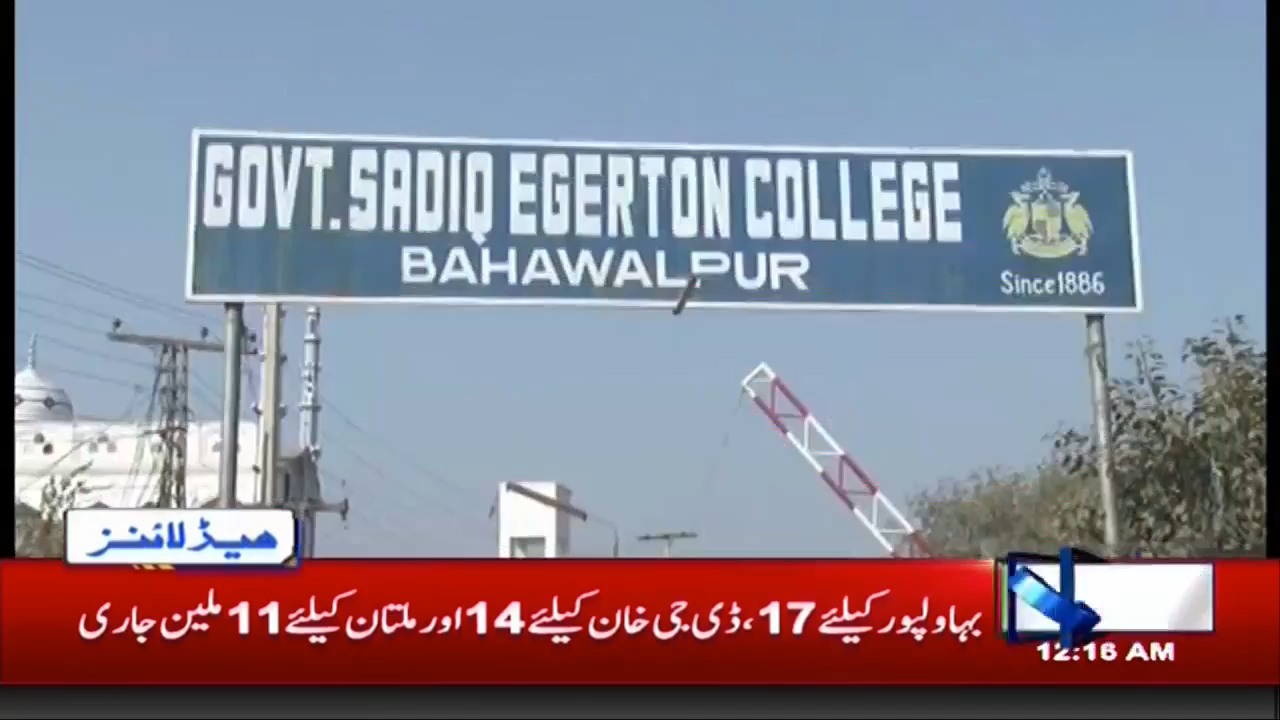 GOVT.SADIQ EGERTON COLLEGE
BAHAWALPUR
Since1886
ھیڈلائنز
بہاولپور کیلئے 17، ڈی جی خان کیلئے 14 اور ملتان کیلئے 11 ملین جاری
12:16 AM